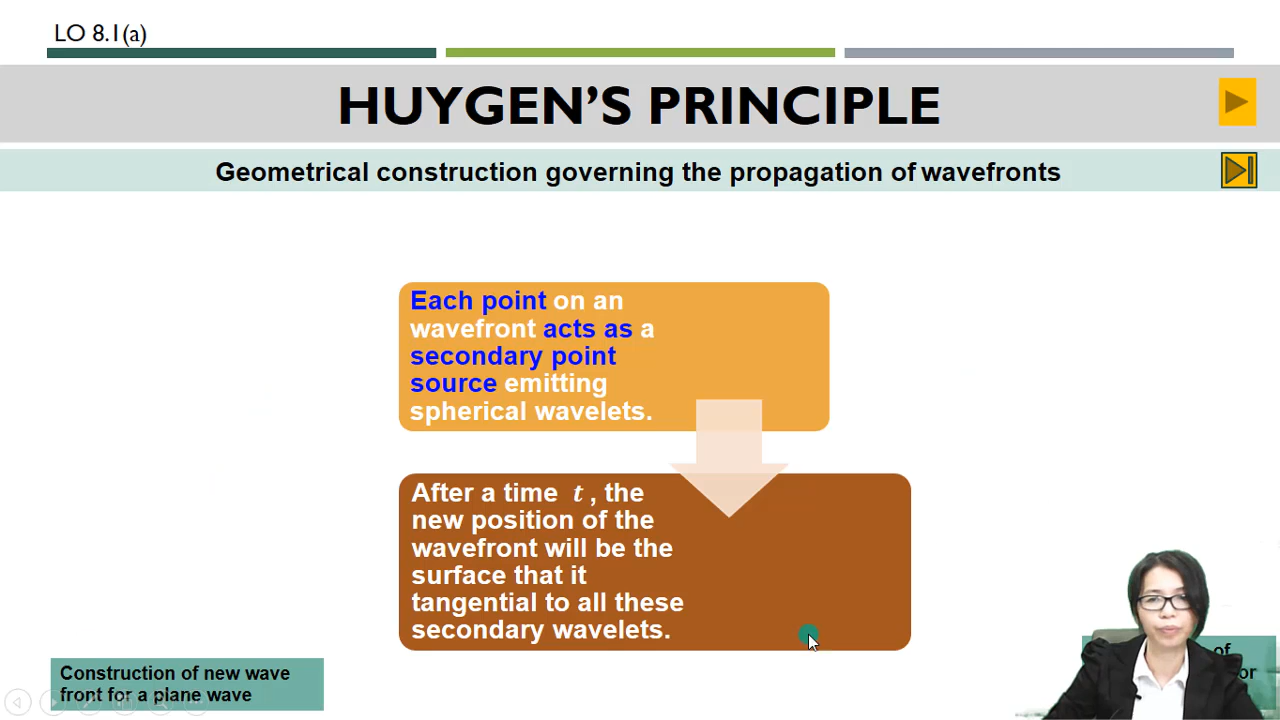 LO 8.1(a)
HUYGEN’S PRINCIPLE
Geometrical construction governing the propagation of wavefronts
Each point on an
wavefront acts as a
secondary point
source emitting
spherical wavelets.
After a time t , the
new position of the
wavefront will be the
surface that it
tangential to all these
secondary wavelets.
Construction of new wave
front for a plane wave
of
or